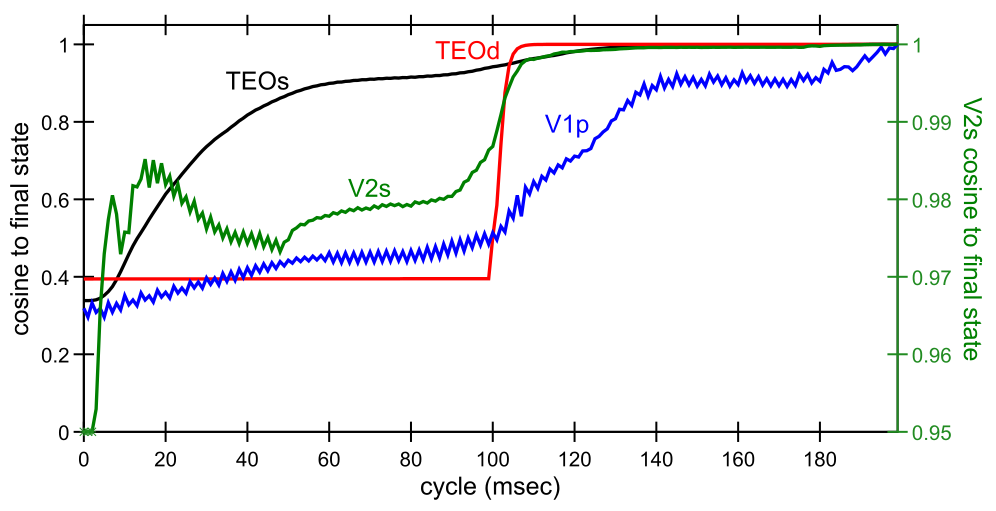 1
0.8
0.6
0.4
0.2
0
cosine to final state
TEOs
TEOd
V1p
V2s
1
0.99
0.98
0.97
0.96
0.95
V2s cosine to final state
0 20 40 60 80 100 120 140 160 180
cycle (msec)